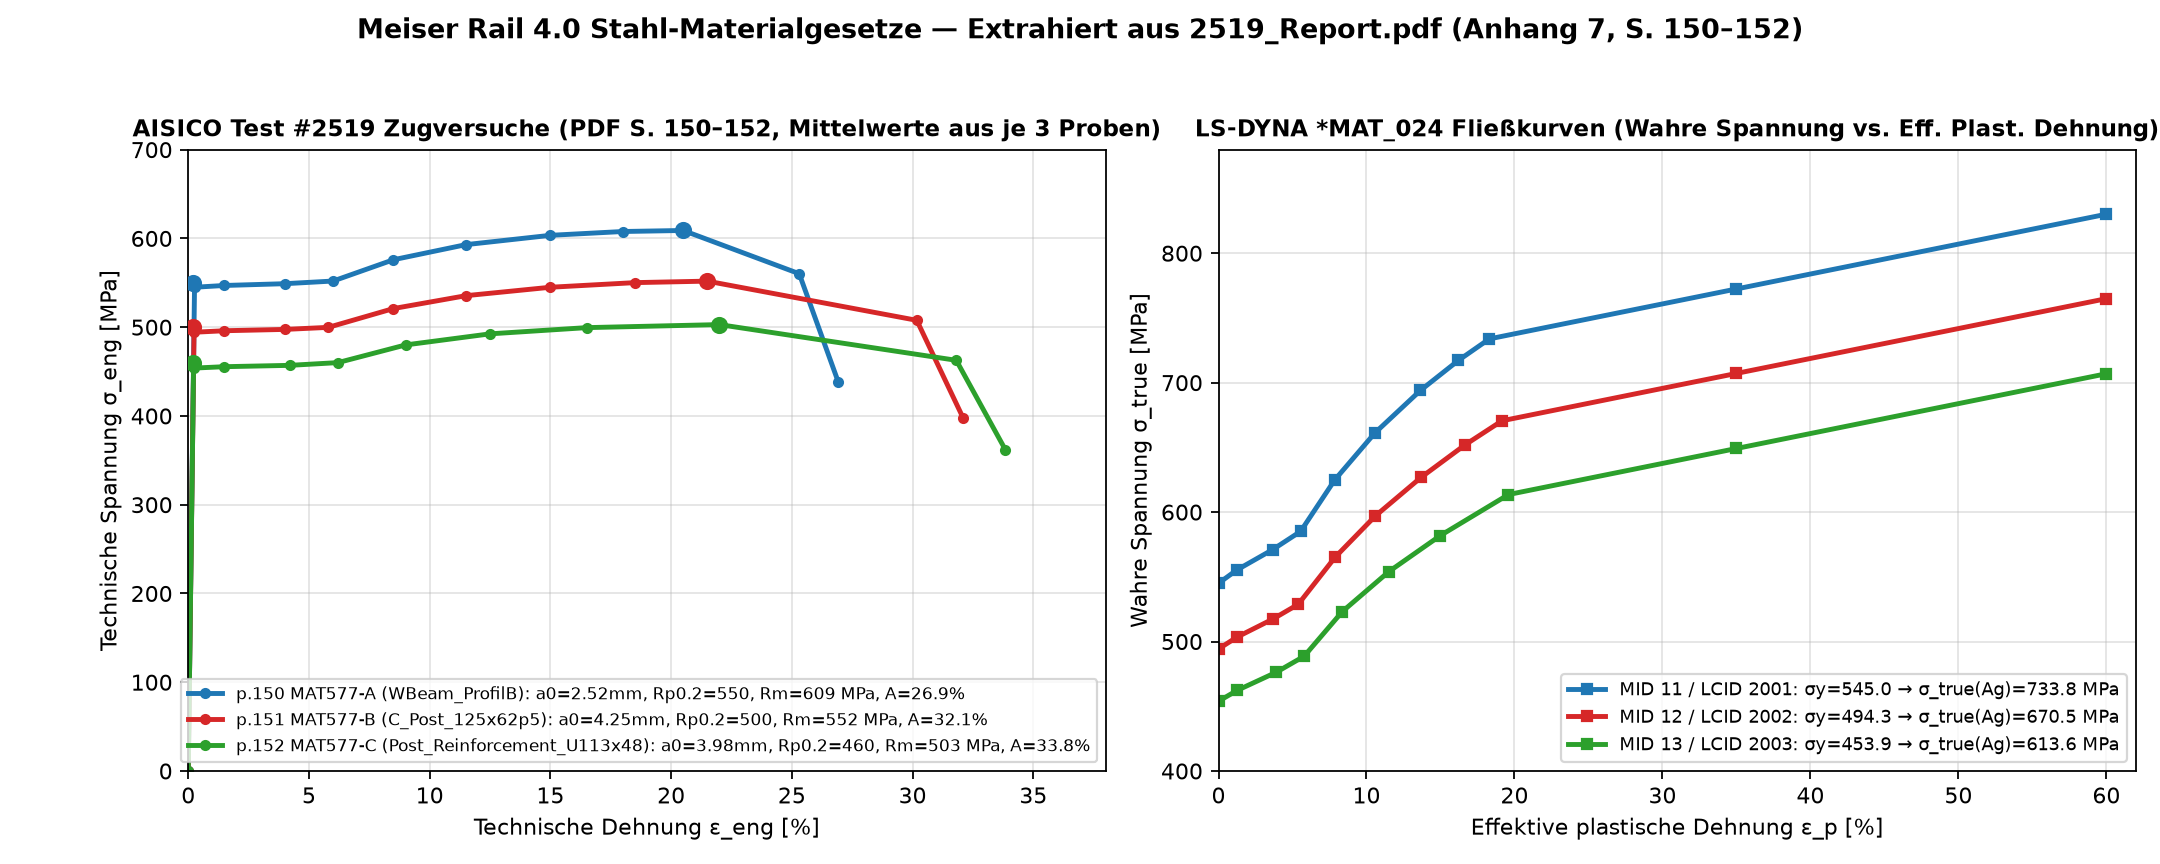 Meiser Rail 4.0 Stahl-Materialgesetze — Extrahiert aus 2519_Report.pdf (Anhang 7, S. 150–152)
AISICO Test #2519 Zugversuche (PDF S. 150–152, Mittelwerte aus je 3 Proben)
Technische Spannung σ_eng [MPa]
700
600
500
400
300
200
100
0
p.150 MAT577-A (WBeam_ProfilB): a0=2.52mm, Rp0.2=550, Rm=609 MPa, A=26.9%
p.151 MAT577-B (C_Post_125x62p5): a0=4.25mm, Rp0.2=500, Rm=552 MPa, A=32.1%
p.152 MAT577-C (Post_Reinforcement_U113x48): a0=3.98mm, Rp0.2=460, Rm=503 MPa, A=33.8%
0 5 10 15 20 25 30 35
Technische Dehnung ε_eng [%]
LS-DYNA *MAT_024 Fließkurven (Wahre Spannung vs. Eff. Plast. Dehnung)
Wahre Spannung σ_true [MPa]
800
700
600
500
400
MID 11 / LCID 2001: σy=545.0 → σ_true(Ag)=733.8 MPa
MID 12 / LCID 2002: σy=494.3 → σ_true(Ag)=670.5 MPa
MID 13 / LCID 2003: σy=453.9 → σ_true(Ag)=613.6 MPa
0 10 20 30 40 50 60
Effektive plastische Dehnung ε_p [%]